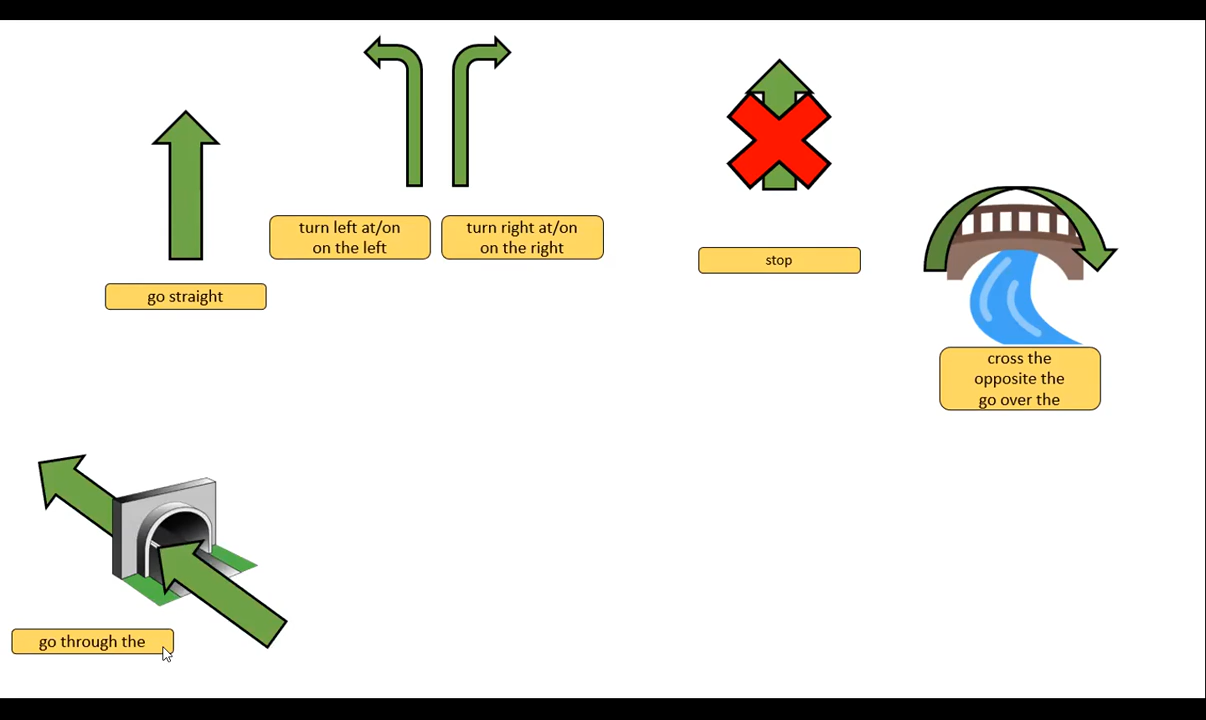 turn left at/on
on the left
turn right at/on
on the right
stop
go straight
cross the
opposite the
go over the
go through the